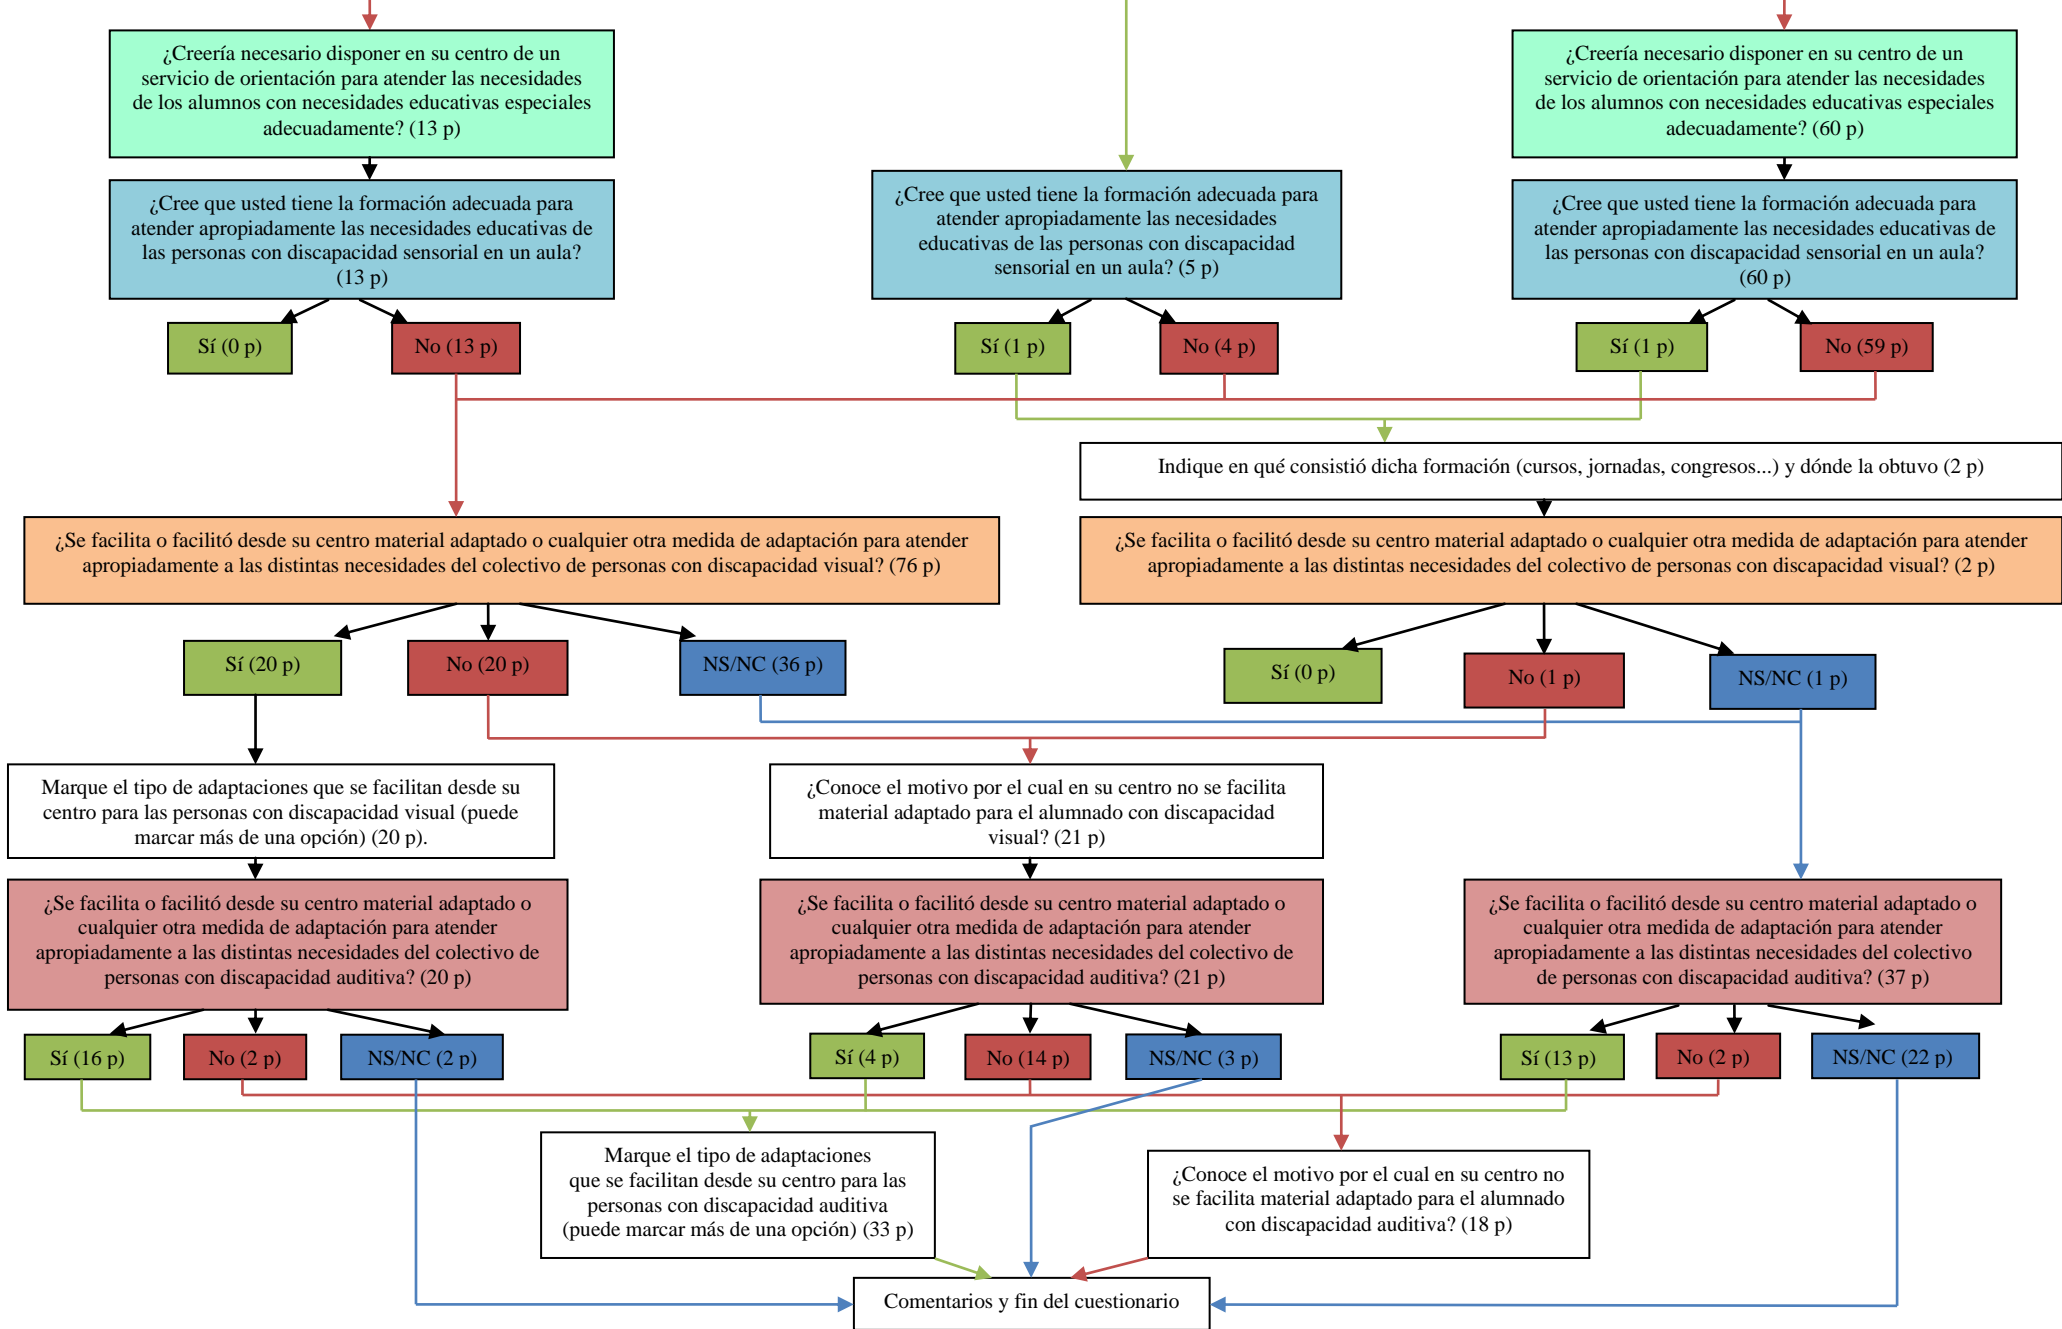 ¿Creería necesario disponer en su centro de un
servicio de orientación para atender las necesidades
de los alumnos con necesidades educativas especiales
adecuadamente? (13 p)
¿Creería necesario disponer en su centro de un
servicio de orientación para atender las necesidades
de los alumnos con necesidades educativas especiales
adecuadamente? (60 p)
¿Cree que usted tiene la formación adecuada para
atender apropiadamente las necesidades educativas de
las personas con discapacidad sensorial en un aula?
(13 p)
¿Cree que usted tiene la formación adecuada para
atender apropiadamente las necesidades
educativas de las personas con discapacidad
sensorial en un aula? (5 p)
¿Cree que usted tiene la formación adecuada para
atender apropiadamente las necesidades educativas de
las personas con discapacidad sensorial en un aula?
(60 p)
Sí (0 p)
No (13 p)
Sí (1 p)
No (4 p)
Sí (1 p)
No (59 p)
Indique en qué consistió dicha formación (cursos, jornadas, congresos...) y dónde la obtuvo (2 p)
¿Se facilita o facilitó desde su centro material adaptado o cualquier otra medida de adaptación para atender
apropiadamente a las distintas necesidades del colectivo de personas con discapacidad visual? (76 p)
¿Se facilita o facilitó desde su centro material adaptado o cualquier otra medida de adaptación para atender
apropiadamente a las distintas necesidades del colectivo de personas con discapacidad visual? (2 p)
Sí (20 p)
No (20 p)
NS/NC (36 p)
Sí (0 p)
No (1 p)
NS/NC (1 p)
Marque el tipo de adaptaciones que se facilitan desde su
centro para las personas con discapacidad visual (puede
marcar más de una opción) (20 p).
¿Conoce el motivo por el cual en su centro no se facilita
material adaptado para el alumnado con discapacidad
visual? (21 p)
¿Se facilita o facilitó desde su centro material adaptado o
cualquier otra medida de adaptación para atender
apropiadamente a las distintas necesidades del colectivo de
personas con discapacidad auditiva? (20 p)
¿Se facilita o facilitó desde su centro material adaptado o
cualquier otra medida de adaptación para atender
apropiadamente a las distintas necesidades del colectivo de
personas con discapacidad auditiva? (21 p)
¿Se facilita o facilitó desde su centro material adaptado o
cualquier otra medida de adaptación para atender
apropiadamente a las distintas necesidades del colectivo
de personas con discapacidad auditiva? (37 p)
Sí (16 p)
No (2 p)
NS/NC (2 p)
Sí (4 p)
No (14 p)
NS/NC (3 p)
Sí (13 p)
No (2 p)
NS/NC (22 p)
Marque el tipo de adaptaciones
que se facilitan desde su centro para las
personas con discapacidad auditiva
(puede marcar más de una opción) (33 p)
¿Conoce el motivo por el cual en su centro no
se facilita material adaptado para el alumnado
con discapacidad auditiva? (18 p)
Comentarios y fin del cuestionario